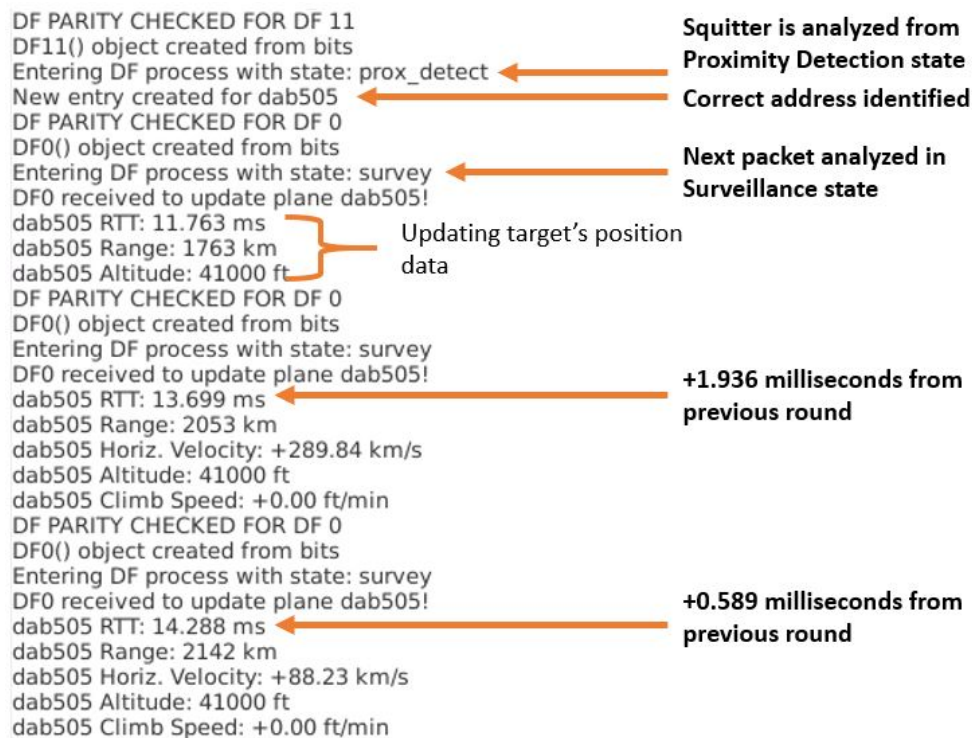 DF PARITY CHECKED FOR DF 11
DF11() object created from bits
Entering DF process with state: prox_detect
New entry created for dab505
DF PARITY CHECKED FOR DF 0
DF0() object created from bits
Entering DF process with state: survey
DF0 received to update plane dab505!
dab505 RTT: 11.763 ms
dab505 Range: 1763 km
dab505 Altitude: 41000 ft
DF PARITY CHECKED FOR DF 0
DF0() object created from bits
Entering DF process with state: survey
DF0 received to update plane dab505!
dab505 RTT: 13.699 ms
dab505 Range: 2053 km
dab505 Horiz. Velocity: +289.84 km/s
dab505 Altitude: 41000 ft
dab505 Climb Speed: +0.00 ft/min
DF PARITY CHECKED FOR DF 0
DF0() object created from bits
Entering DF process with state: survey
DF0 received to update plane dab505!
dab505 RTT: 14.288 ms
dab505 Range: 2142 km
dab505 Horiz. Velocity: +88.23 km/s
dab505 Altitude: 41000 ft
dab505 Climb Speed: +0.00 ft/min
Squitter is analyzed from
Proximity Detection state
Correct address identified
Next packet analyzed in
Surveillance state
Updating target's position
data
+1.936 milliseconds from
previous round
+0.589 milliseconds from
previous round